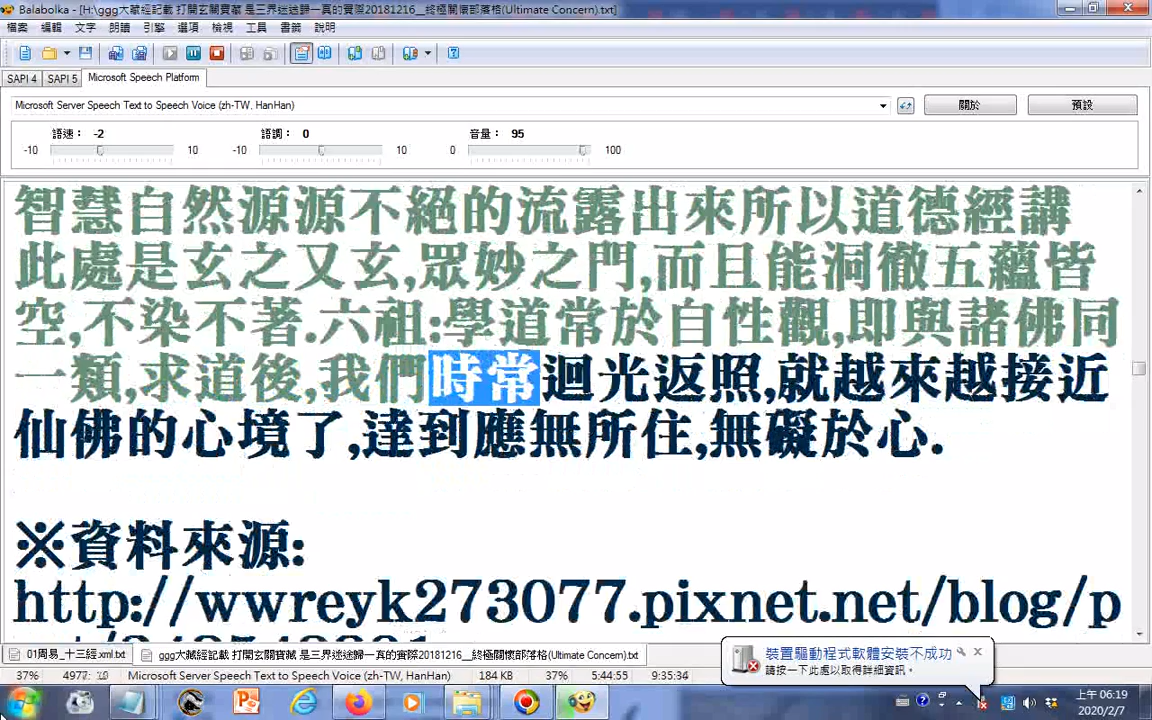 Balabolka - [H:\ggg大藏經記載 打開玄關寶藏 是三界迷途歸一真的實際20181216__終極關懷部落格(Ultimate Concern).txt]
檔案 編輯 文字 朗讀 引擎 選項 檢視 工具 書籤 說明
SAPI 4 SAPI 5 Microsoft Speech Platform
Microsoft Server Speech Text to Speech Voice (zh-TW, HanHan)
關於 預設
語速： -2 語調： 0 音量： 95
-10 10 -10 10 0 100
智慧自然源源不絕的流露出來所以道德經講
此處是玄之又玄,眾妙之門,而且能洞徹五蘊皆
空,不染不著.六祖:學道常於自性觀,即與諸佛同
一類,求道後,我們時常迴光返照,就越來越接近
仙佛的心境了,達到應無所住,無礙於心.
※資料來源:
http://wwreyk273077.pixnet.net/blog/p
01周易_十三經.xml.txt ggg大藏經記載 打開玄關寶藏 是三界迷途歸一真的實際20181216__終極關懷部落格(Ultimate Concern).txt
裝置驅動程式軟體安裝不成功
請按一下此處以取得詳細資訊。
37% 4977: Microsoft Server Speech Text to Speech Voice (zh-TW, HanHan) 184 KB 37% 5:44:55 9:35:34
上午 06:19
2020/2/7